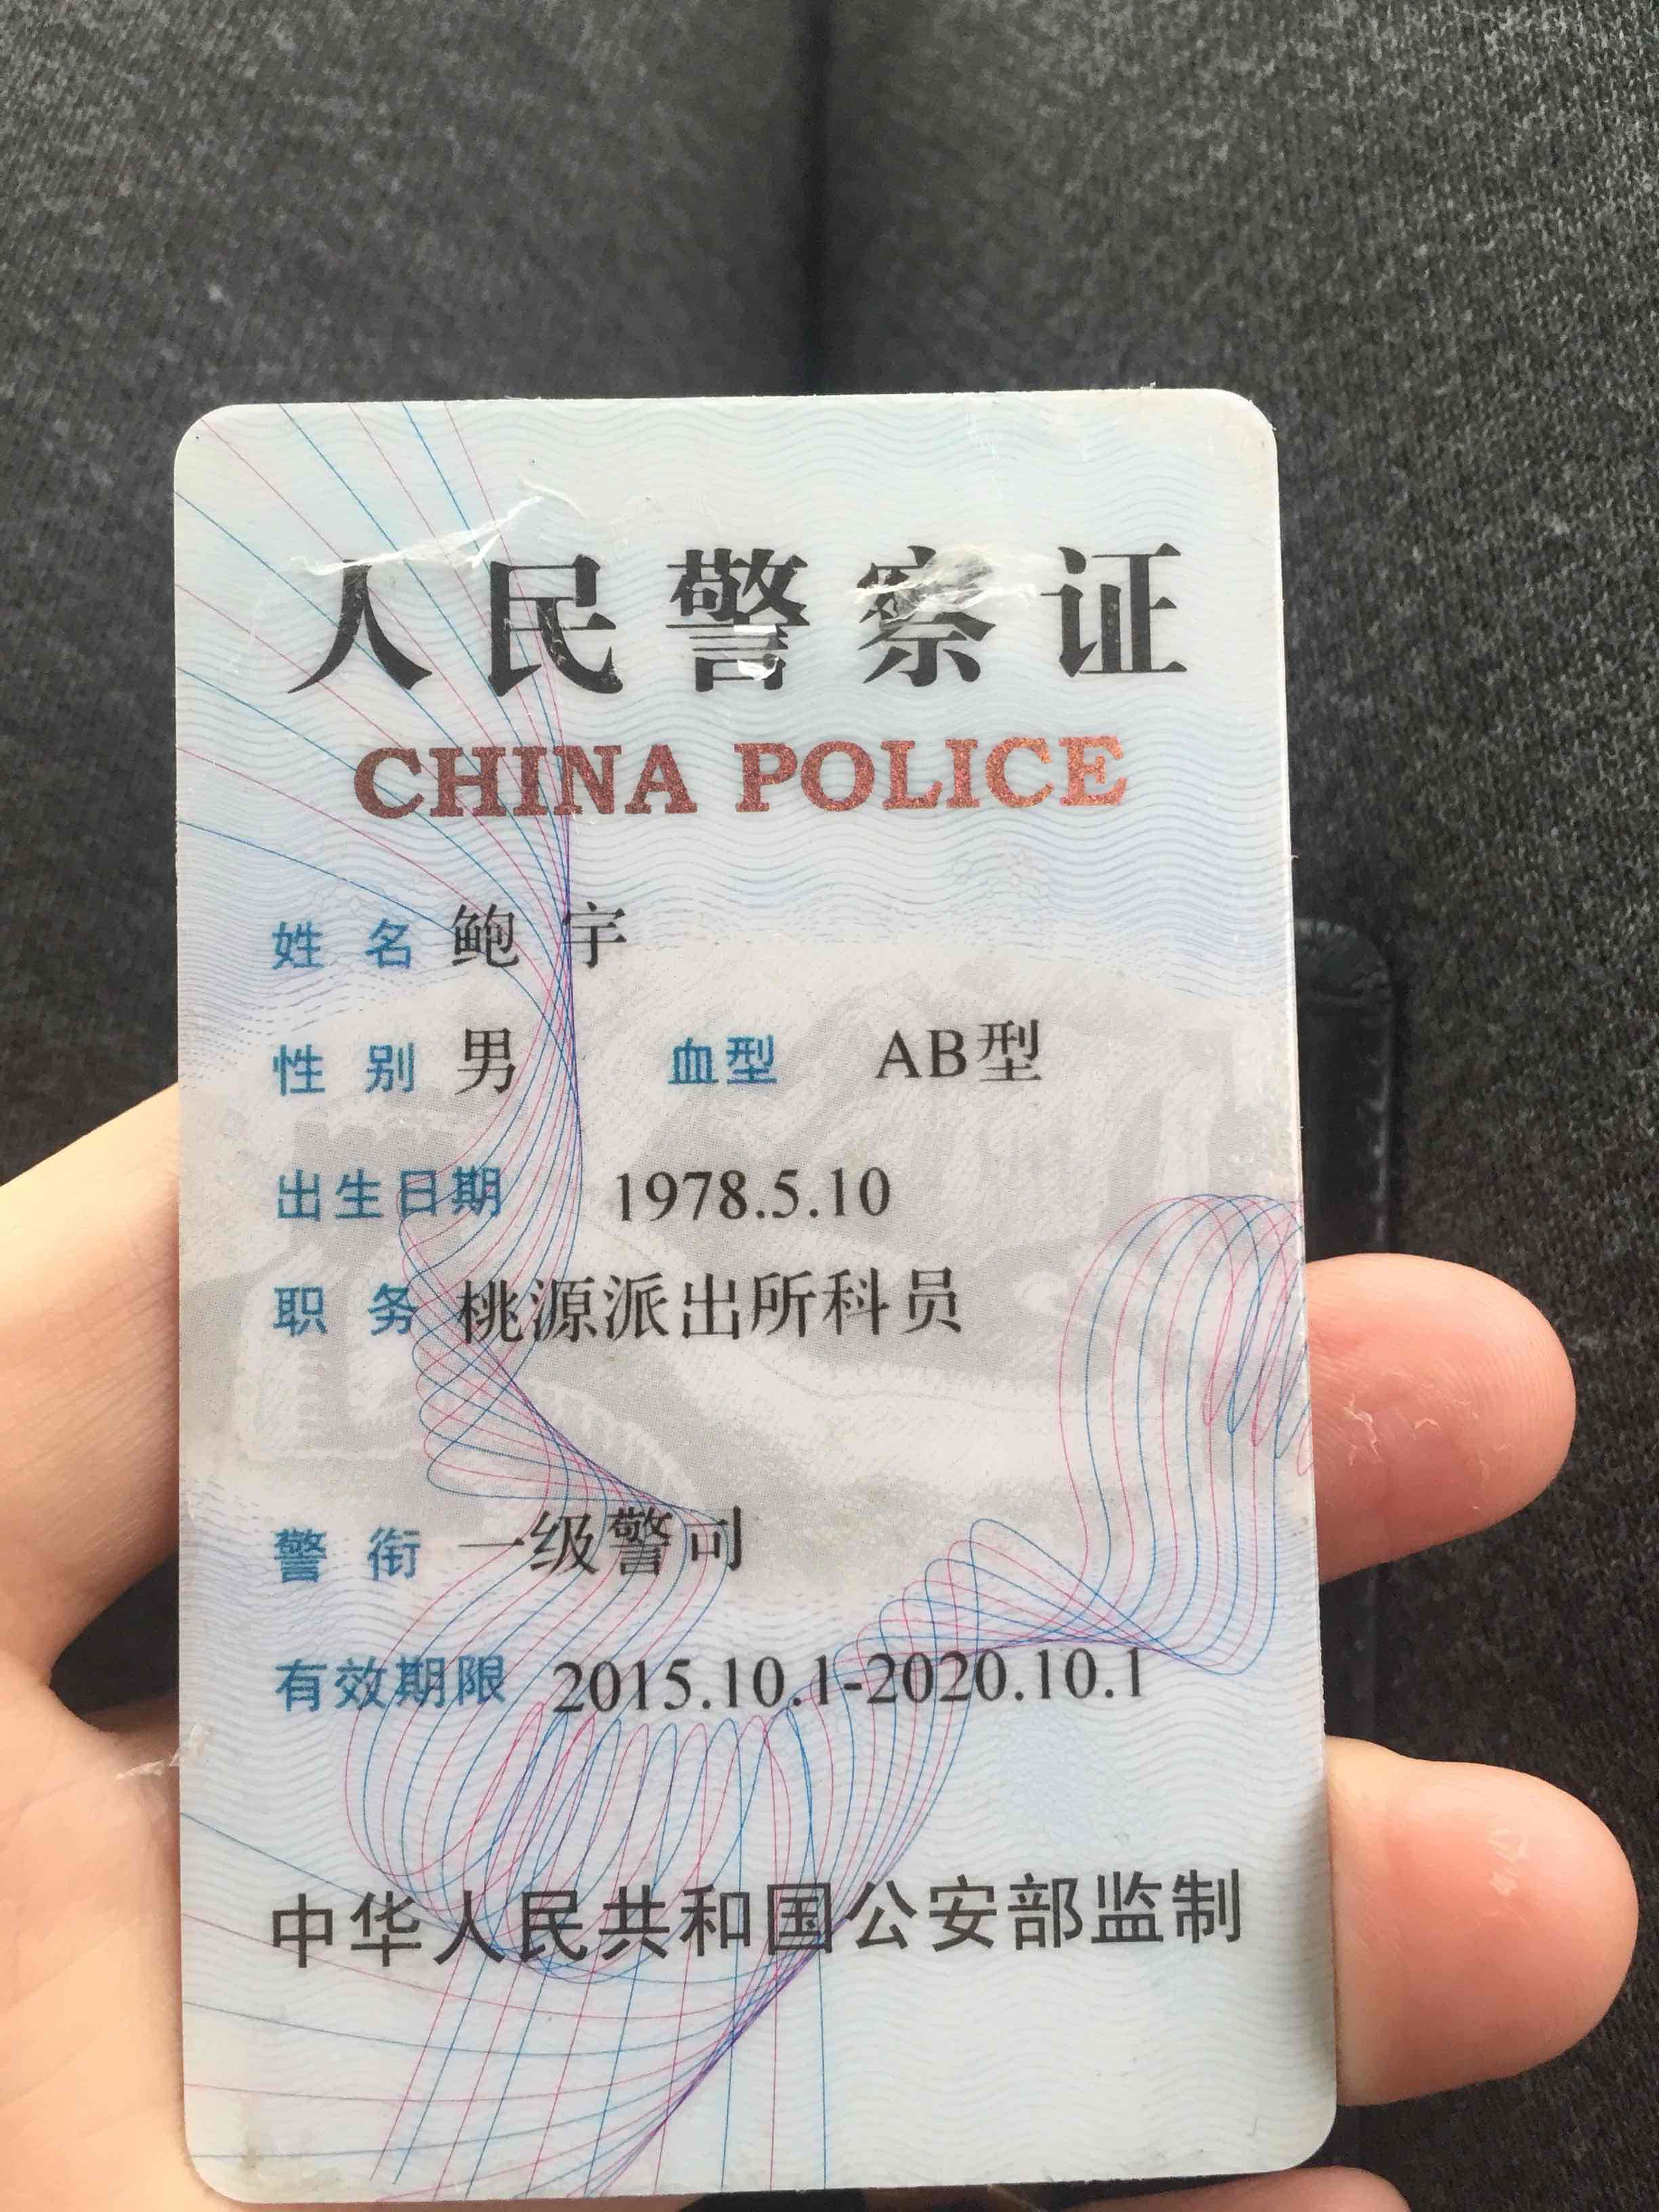 人民警察证
CHINA POLICE
姓 名 鲍 宇
性 别 男 血型 AB型
出生日期 1978.5.10
职 务 桃源派出所科员
警 衔 一级警司
有效期限 2015.10.1-2020.10.1
中华人民共和国公安部监制